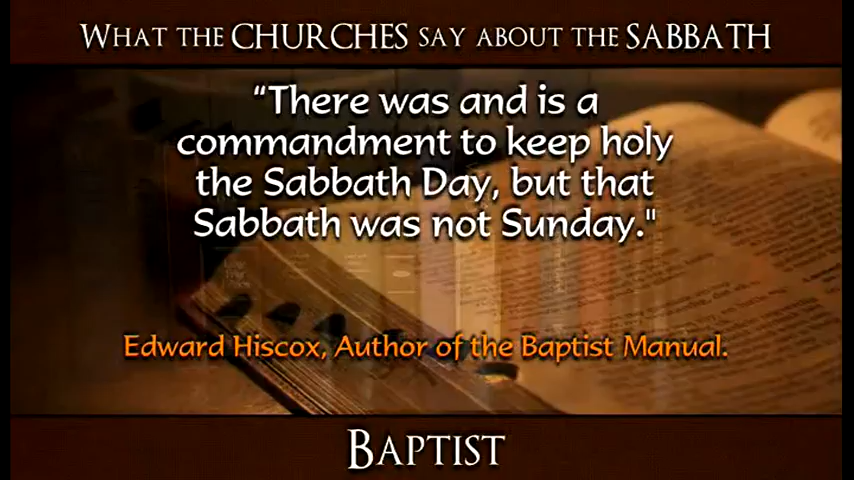 WHAT THE CHURCHES SAY ABOUT THE SABBATH
“There was and is a
commandment to keep holy
the Sabbath Day, but that
Sabbath was not Sunday."
Edward Hiscox, Author of the Baptist Manual.
BAPTIST